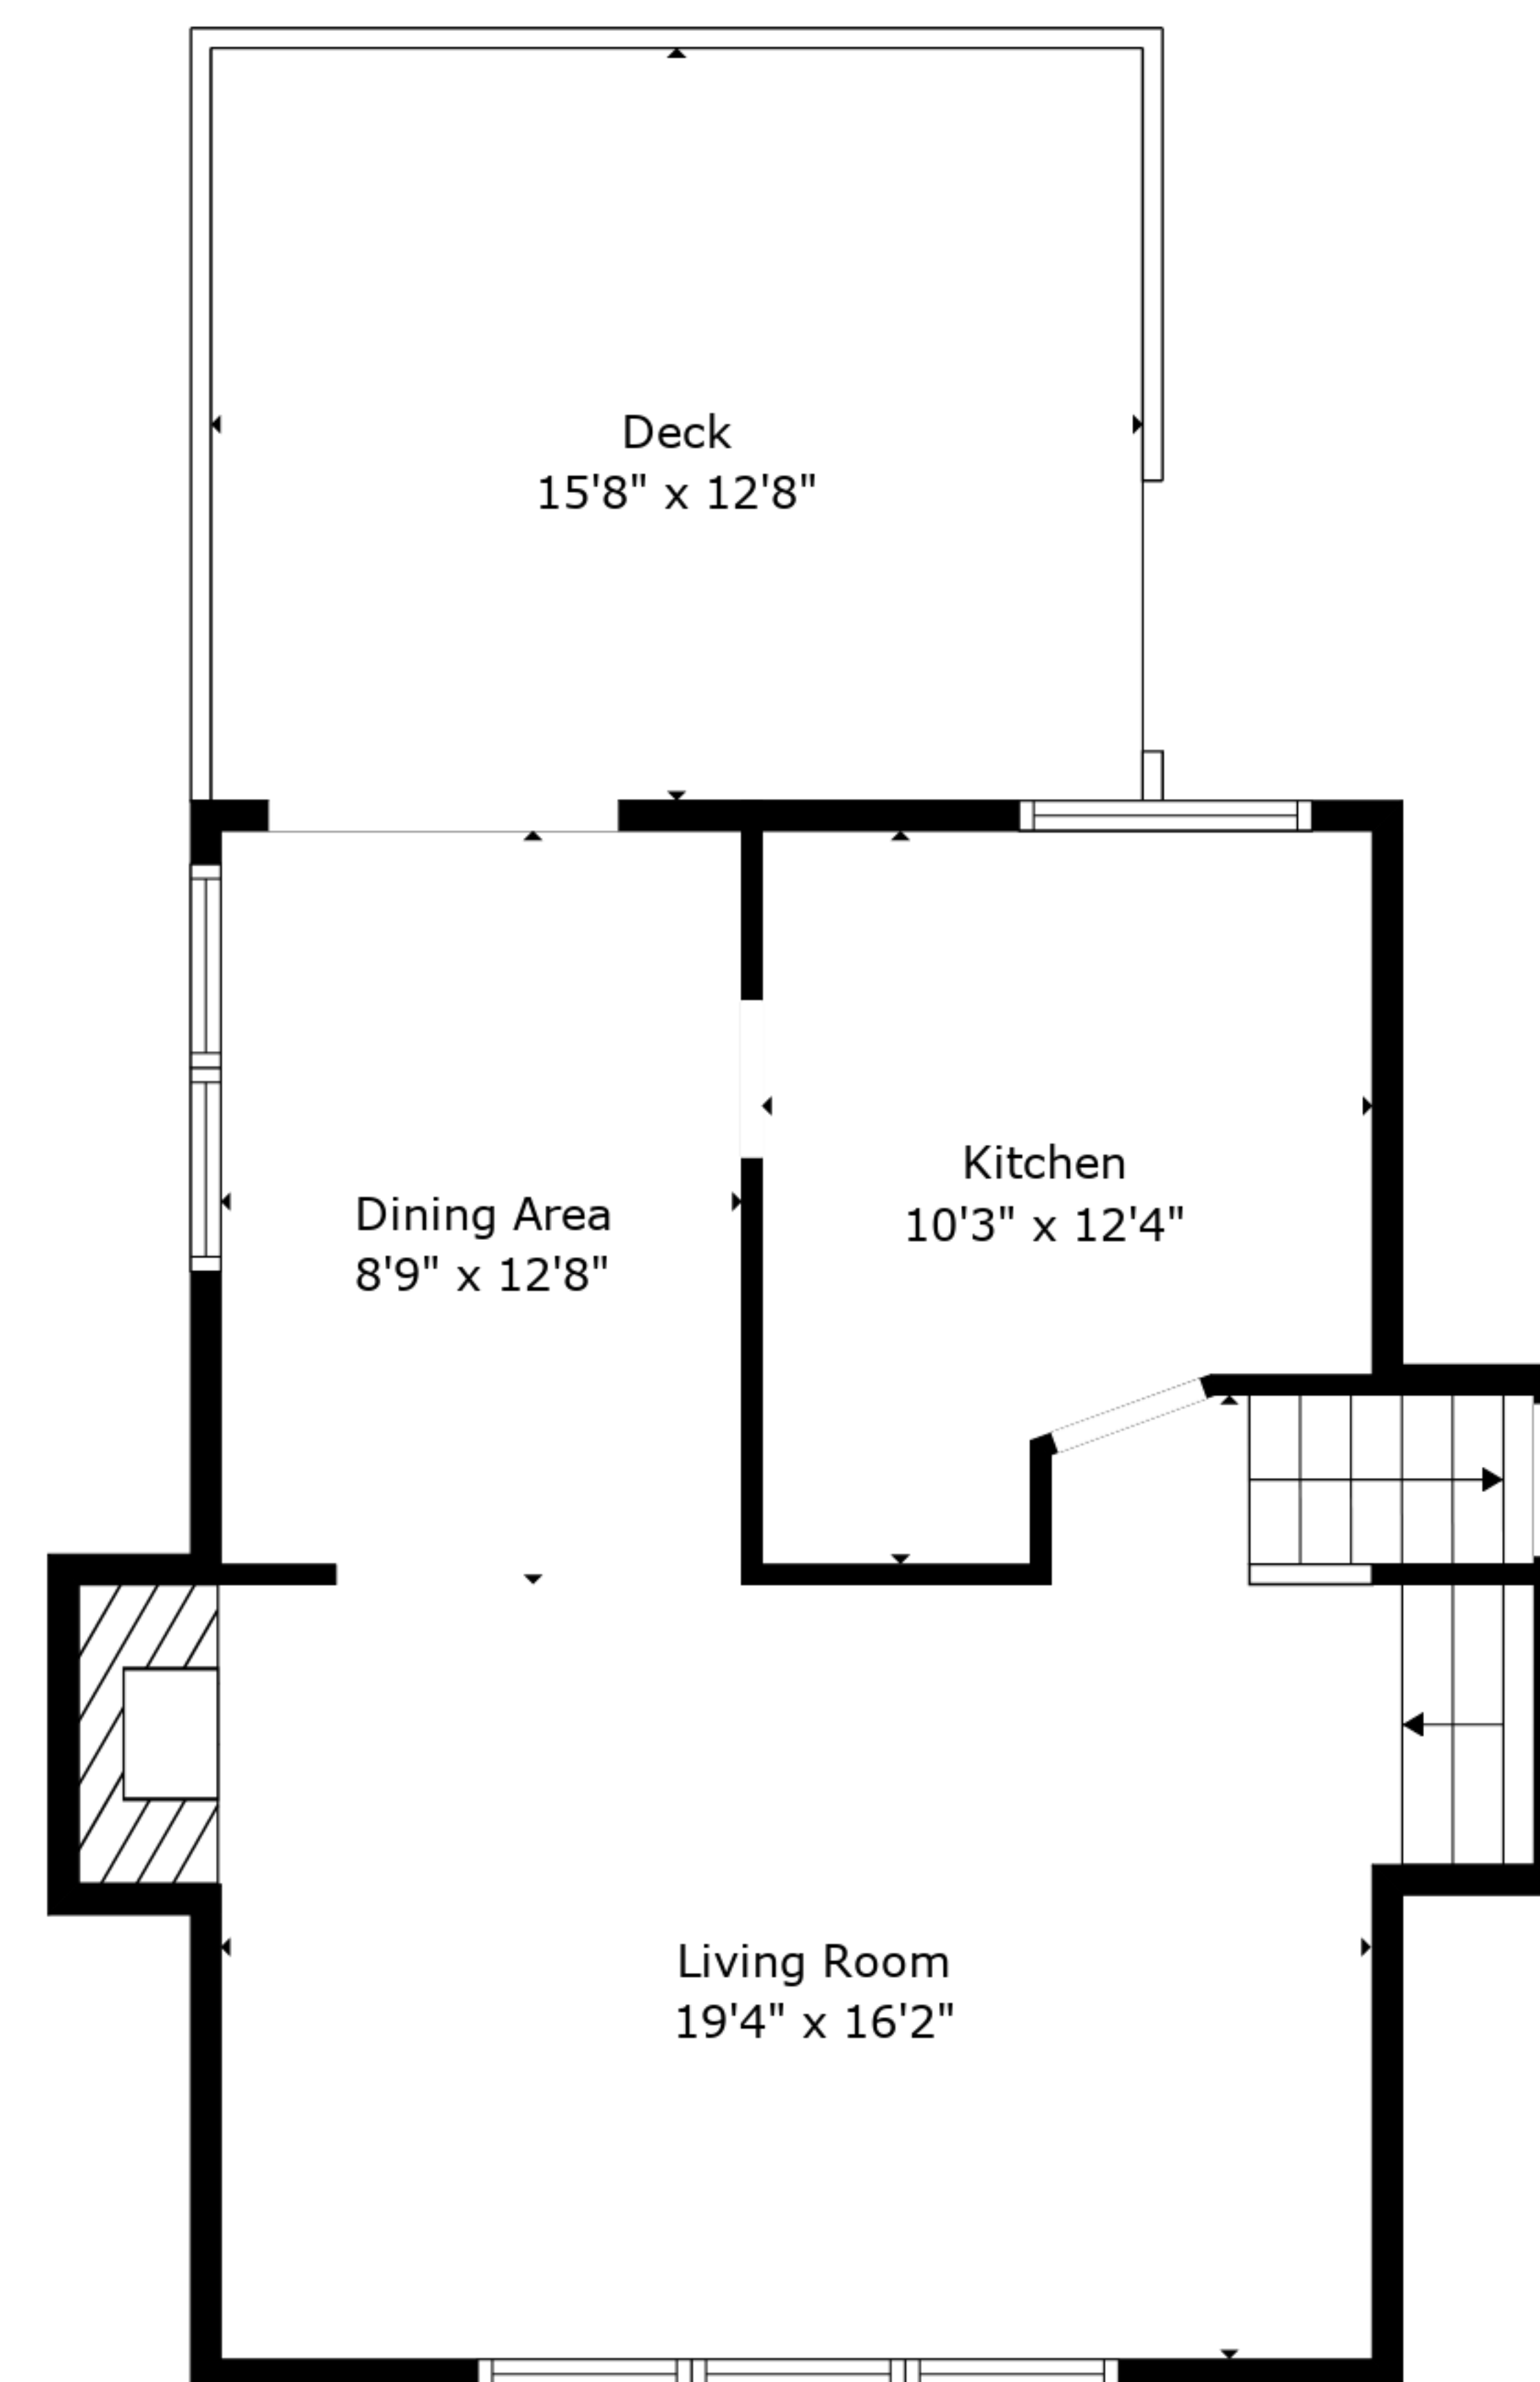 Deck
15'8" x 12'8"
Kitchen
10'3" x 12'4"
Dining Area
8'9" x 12'8"
Living Room
19'4" x 16'2"